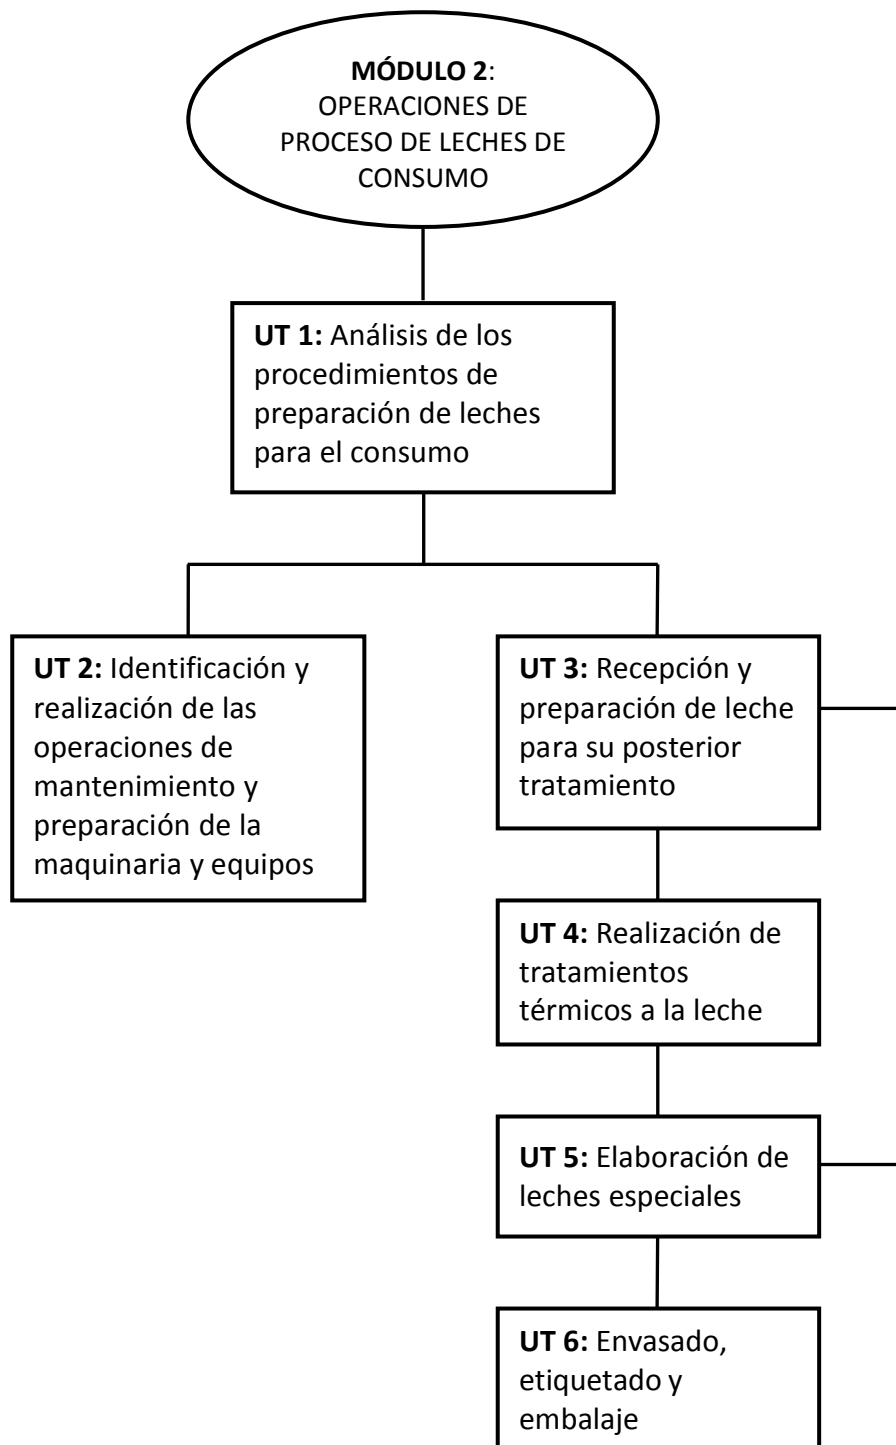 MÓDULO 2:
OPERACIONES DE
PROCESO DE LECHES DE
CONSUMO
UT 1: Análisis de los
procedimientos de
preparación de leches
para el consumo
UT 2: Identificación y
realización de las
operaciones de
mantenimiento y
preparación de la
maquinaria y equipos
UT 3: Recepción y
preparación de leche
para su posterior
tratamiento
UT 4: Realización de
tratamientos
térmicos a la leche
UT 5: Elaboración de
leches especiales
UT 6: Envasado,
etiquetado y
embalaje